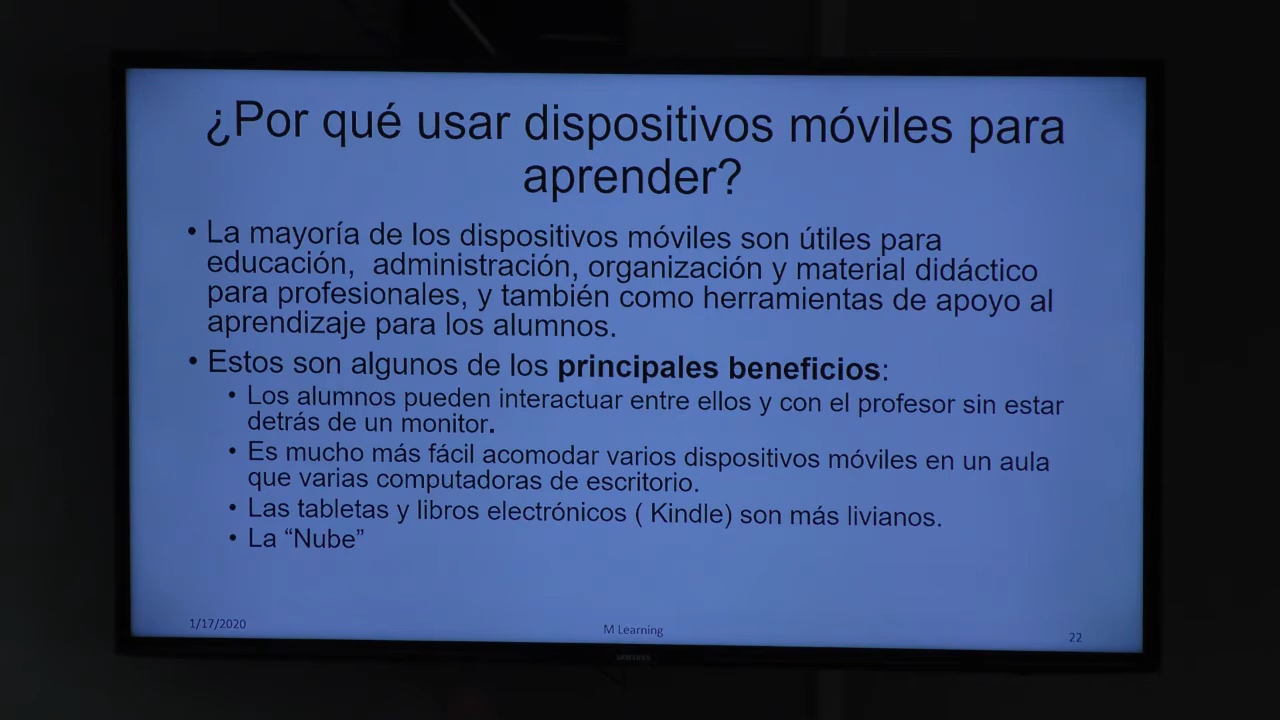 ¿Por qué usar dispositivos móviles para
aprender?
• La mayoría de los dispositivos móviles son útiles para
educación,  administración, organización y material didáctico
para profesionales, y también como herramientas de apoyo al
aprendizaje para los alumnos.
• Estos son algunos de los principales beneficios:
• Los alumnos pueden interactuar entre ellos y con el profesor sin estar
detrás de un monitor.
• Es mucho más fácil acomodar varios dispositivos móviles en un aula
que varias computadoras de escritorio.
• Las tabletas y libros electrónicos ( Kindle) son más livianos.
• La “Nube”
1/17/2020
M Learning
22
SAMSUNG